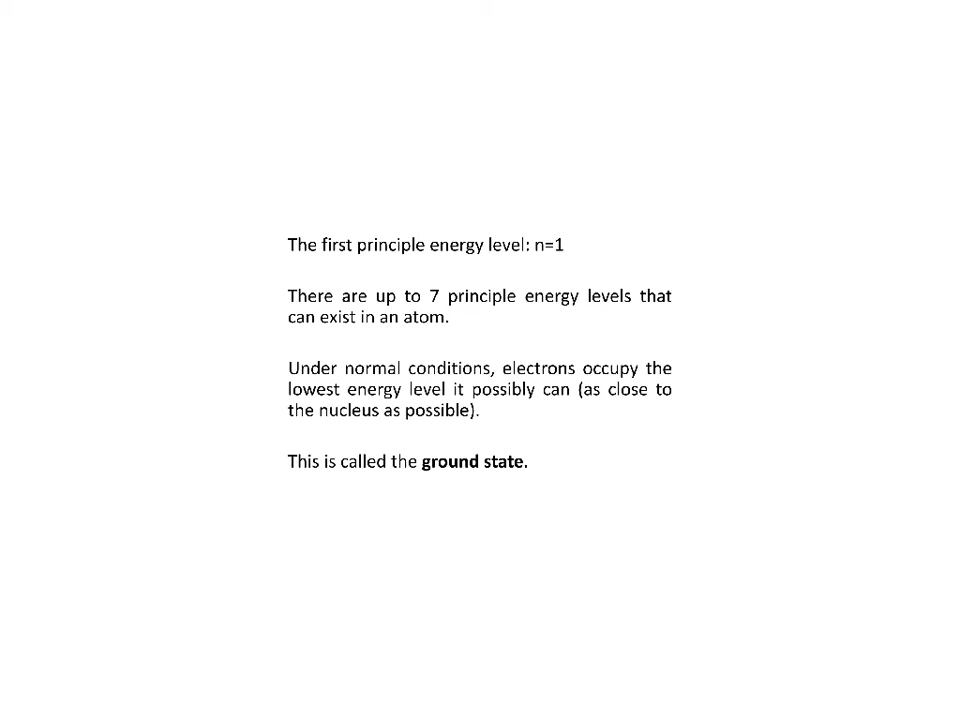 The first principle energy level: n=1
There are up to 7 principle energy levels that
can exist in an atom.
Under normal conditions, electrons occupy the
lowest energy level it possibly can (as close to
the nucleus as possible).
This is called the ground state.